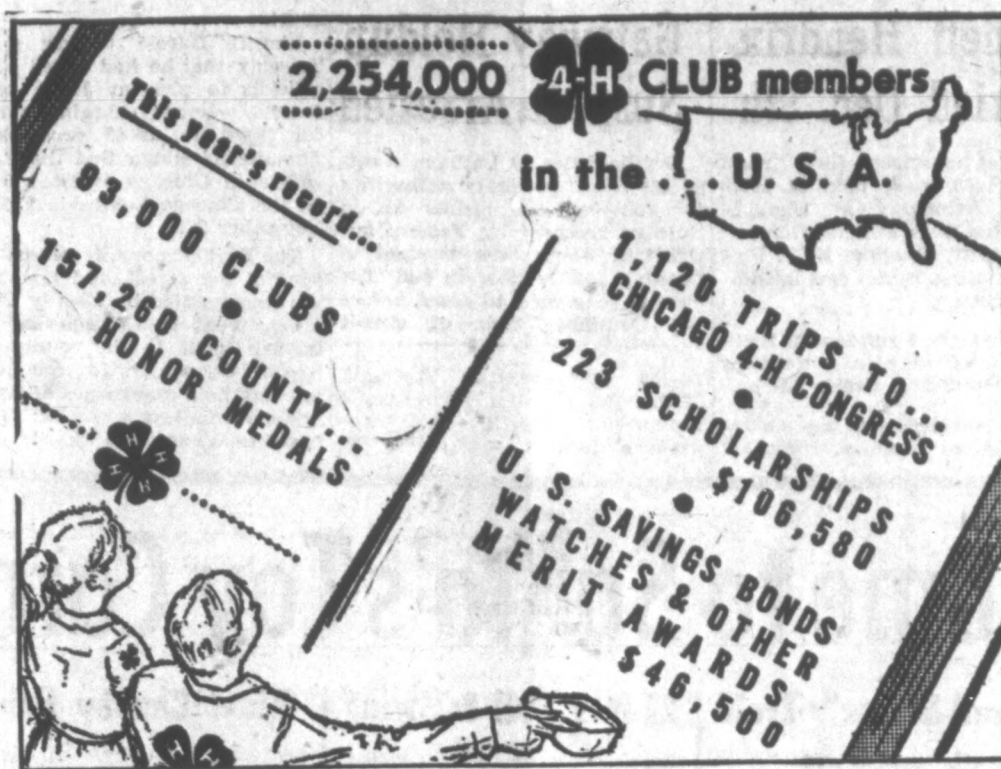 2,254,000 4-H CLUB members
in the . . U. S. A.
This year's record...
93,000 CLUBS
157,260 COUNTY...
HONOR MEDALS
1,120 TRIPS TO...
CHICAGO 4-H CONGRESS
223 SCHOLARSHIPS
$106,580
U. S. SAVINGS BONDS
WATCHES & OTHER
MERIT AWARDS
$46,500
H H H H
H